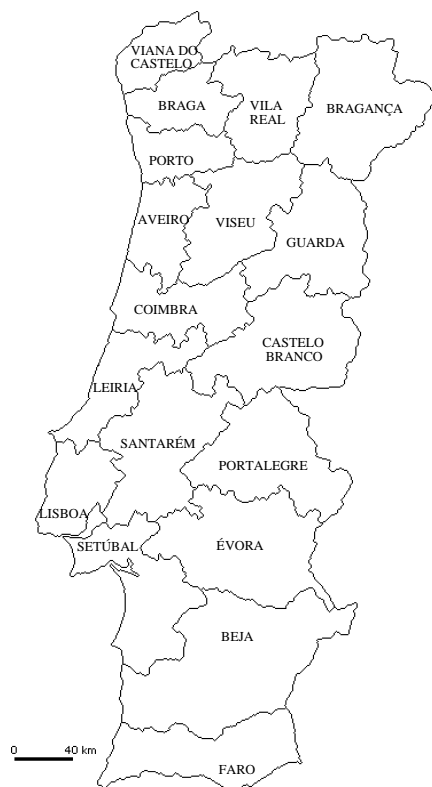 VIANA DO
CASTELO
BRAGA
VILA
REAL
BRAGANÇA
PORTO
AVEIRO
VISEU
GUARDA
COIMBRA
CASTELO
BRANCO
LEIRIA
SANTARÉM
PORTALEGRE
LISBOA
SETÚBAL
ÉVORA
BEJA
0 40 km
FARO